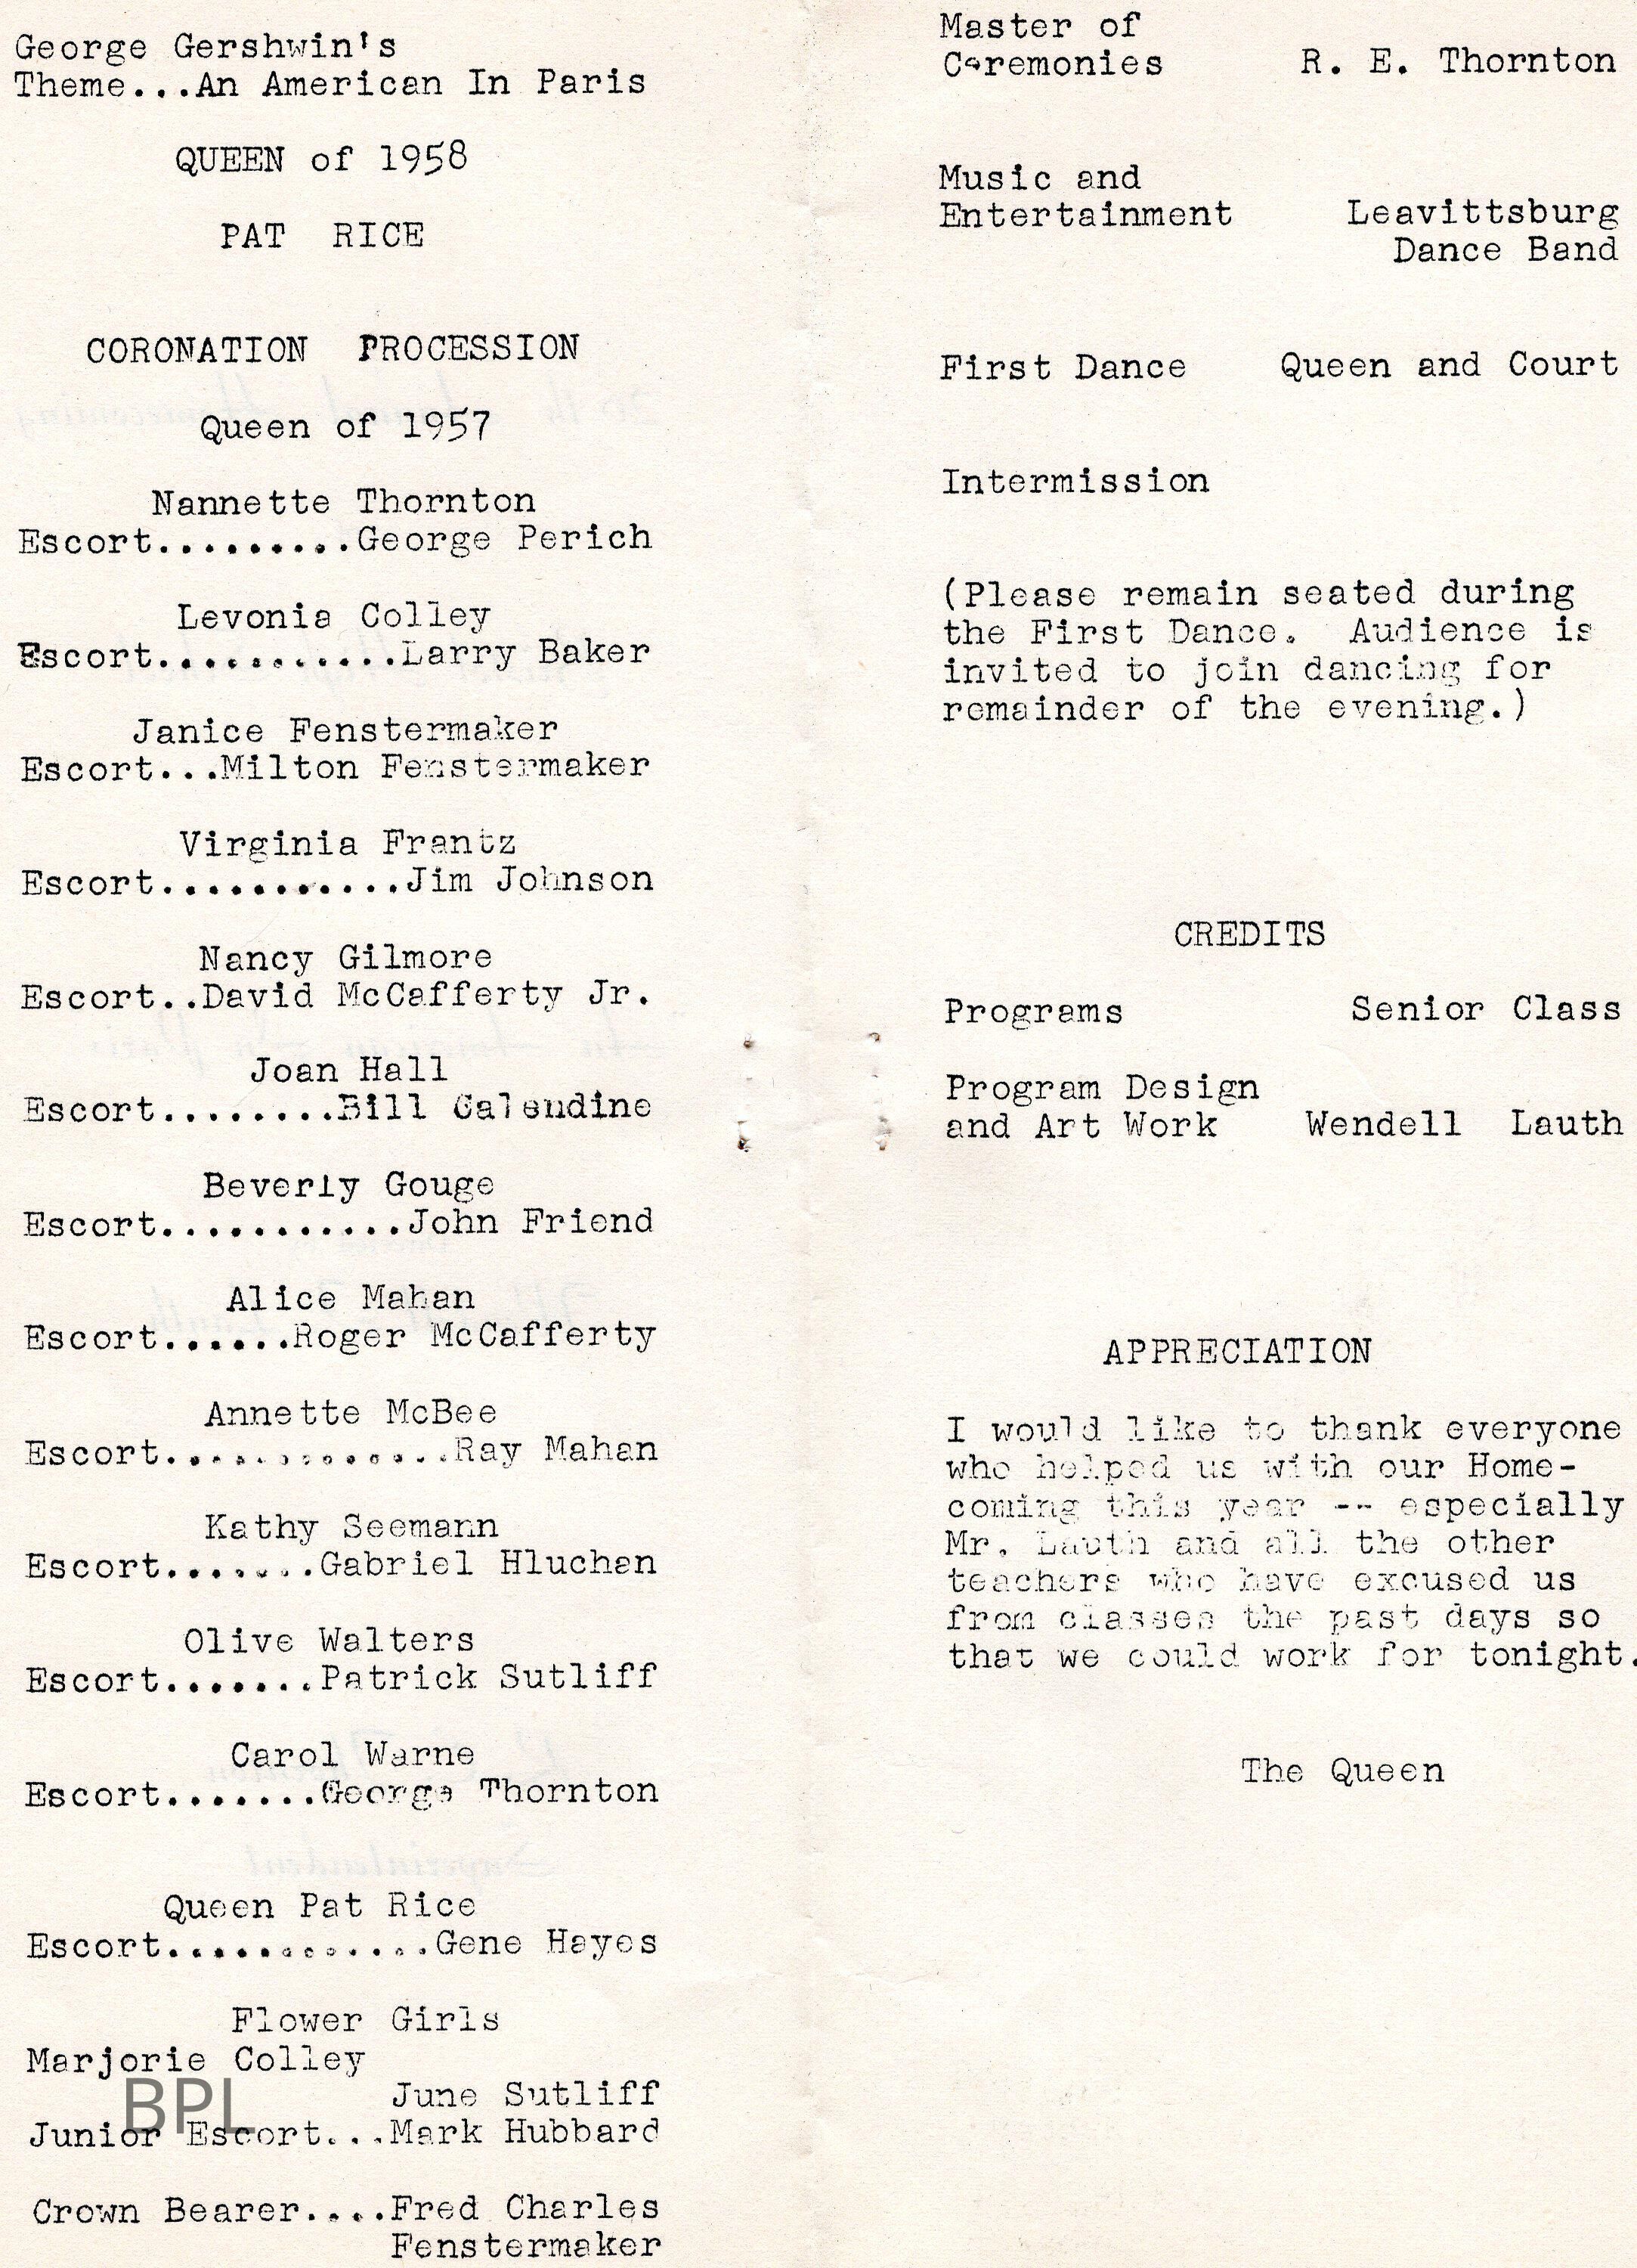 George Gershwin's
Theme...An American In Paris
QUEEN of 1958
PAT RICE
CORONATION PROCESSION
Queen of 1957
Nannette Thornton
Escort.........George Perich
Levonia Colley
Escort...........Larry Baker
Janice Fenstermaker
Escort...Milton Fenstermaker
Virginia Frantz
Escort...........Jim Johnson
Nancy Gilmore
Escort..David McCafferty Jr.
Joan Hall
Escort........Bill Galendine
Beverly Gouge
Escort...........John Friend
Alice Mahan
Escort......Roger McCafferty
Annette McBee
Escort.............Ray Mahan
Kathy Seemann
Escort.......Gabriel Hluchan
Olive Walters
Escort.......Patrick Sutliff
Carol Warne
Escort.......George Thornton
Queen Pat Rice
Escort............Gene Hayes
Flower Girls
Marjorie Colley
June Sutliff
BPL
Junior Escort...Mark Hubbard
Crown Bearer....Fred Charles
Fenstermaker
Master of
Ceremonies R. E. Thornton
Music and
Entertainment Leavittsburg
Dance Band
First Dance Queen and Court
Intermission
(Please remain seated during
the First Dance. Audience is
invited to join dancing for
remainder of the evening.)
CREDITS
Programs Senior Class
Program Design
and Art Work Wendell Lauth
APPRECIATION
I would like to thank everyone
who helped us with our Home-
coming this year -- especially
Mr. Lauth and all the other
teachers who have excused us
from classes the past days so
that we could work for tonight.
The Queen